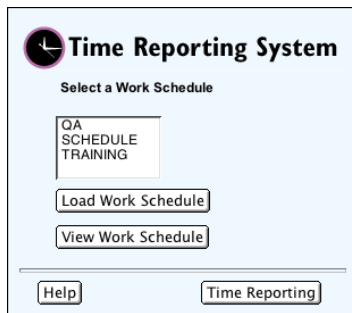 Time Reporting System
Select a Work Schedule
QA
SCHEDULE
TRAINING
Load Work Schedule
View Work Schedule
Help Time Reporting